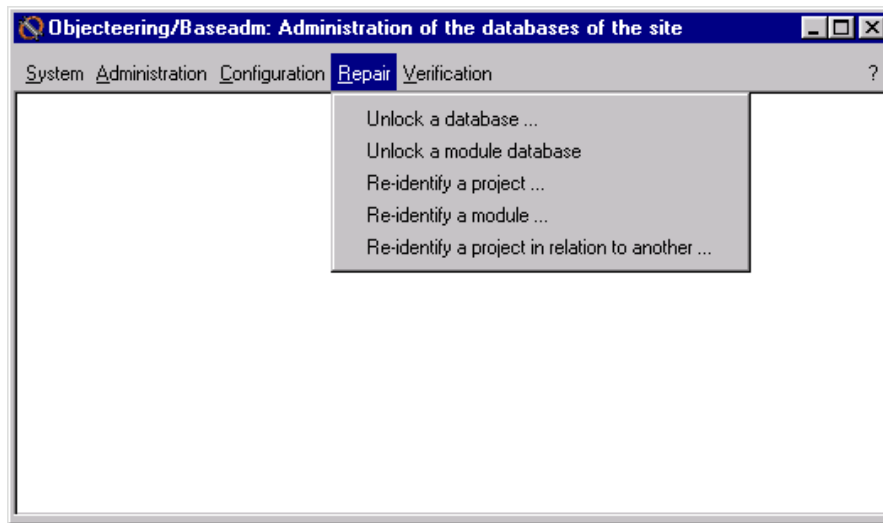 Objecteering/Baseadm: Administration of the databases of the site
System Administration Configuration Repair Verification ?
Unlock a database ...
Unlock a module database
Re-identify a project ...
Re-identify a module ...
Re-identify a project in relation to another ...